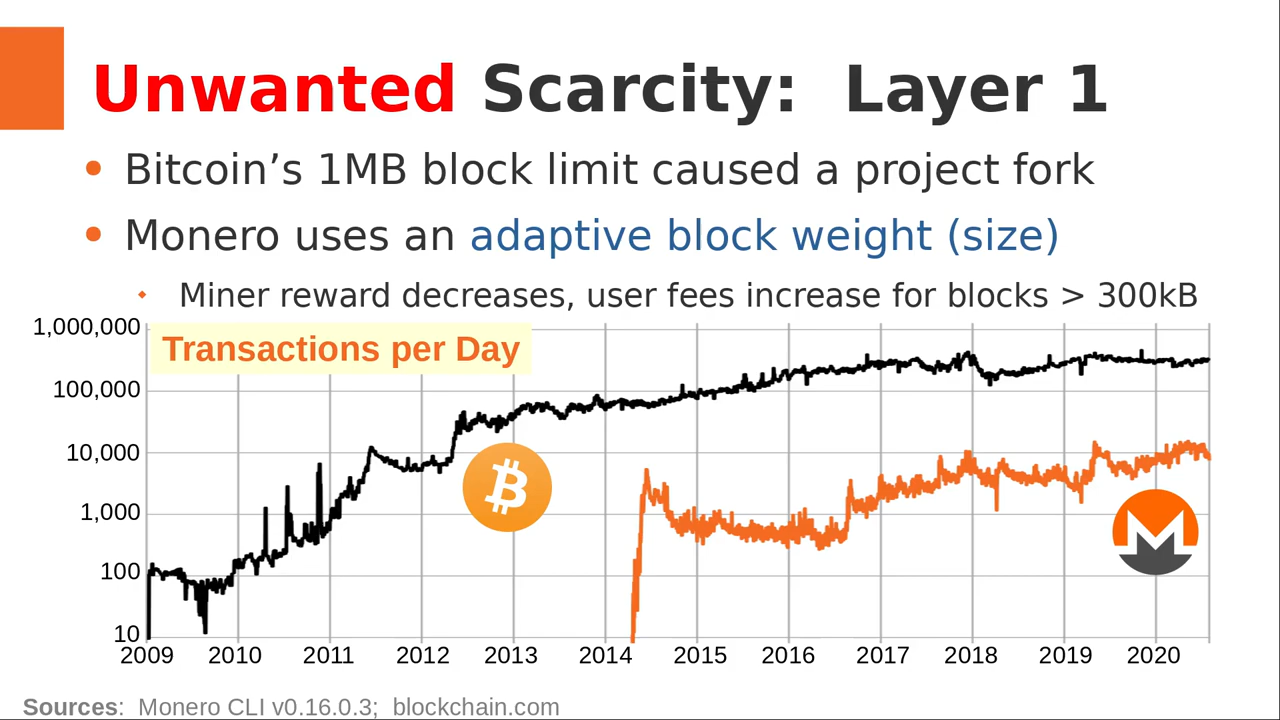 Unwanted Scarcity: Layer 1
• Bitcoin’s 1MB block limit caused a project fork
• Monero uses an adaptive block weight (size)
Miner reward decreases, user fees increase for blocks > 300kB
Transactions per Day
1,000,000
100,000
10,000
1,000
100
10
2009 2010 2011 2012 2013 2014 2015 2016 2017 2018 2019 2020
Sources: Monero CLI v0.16.0.3; blockchain.com